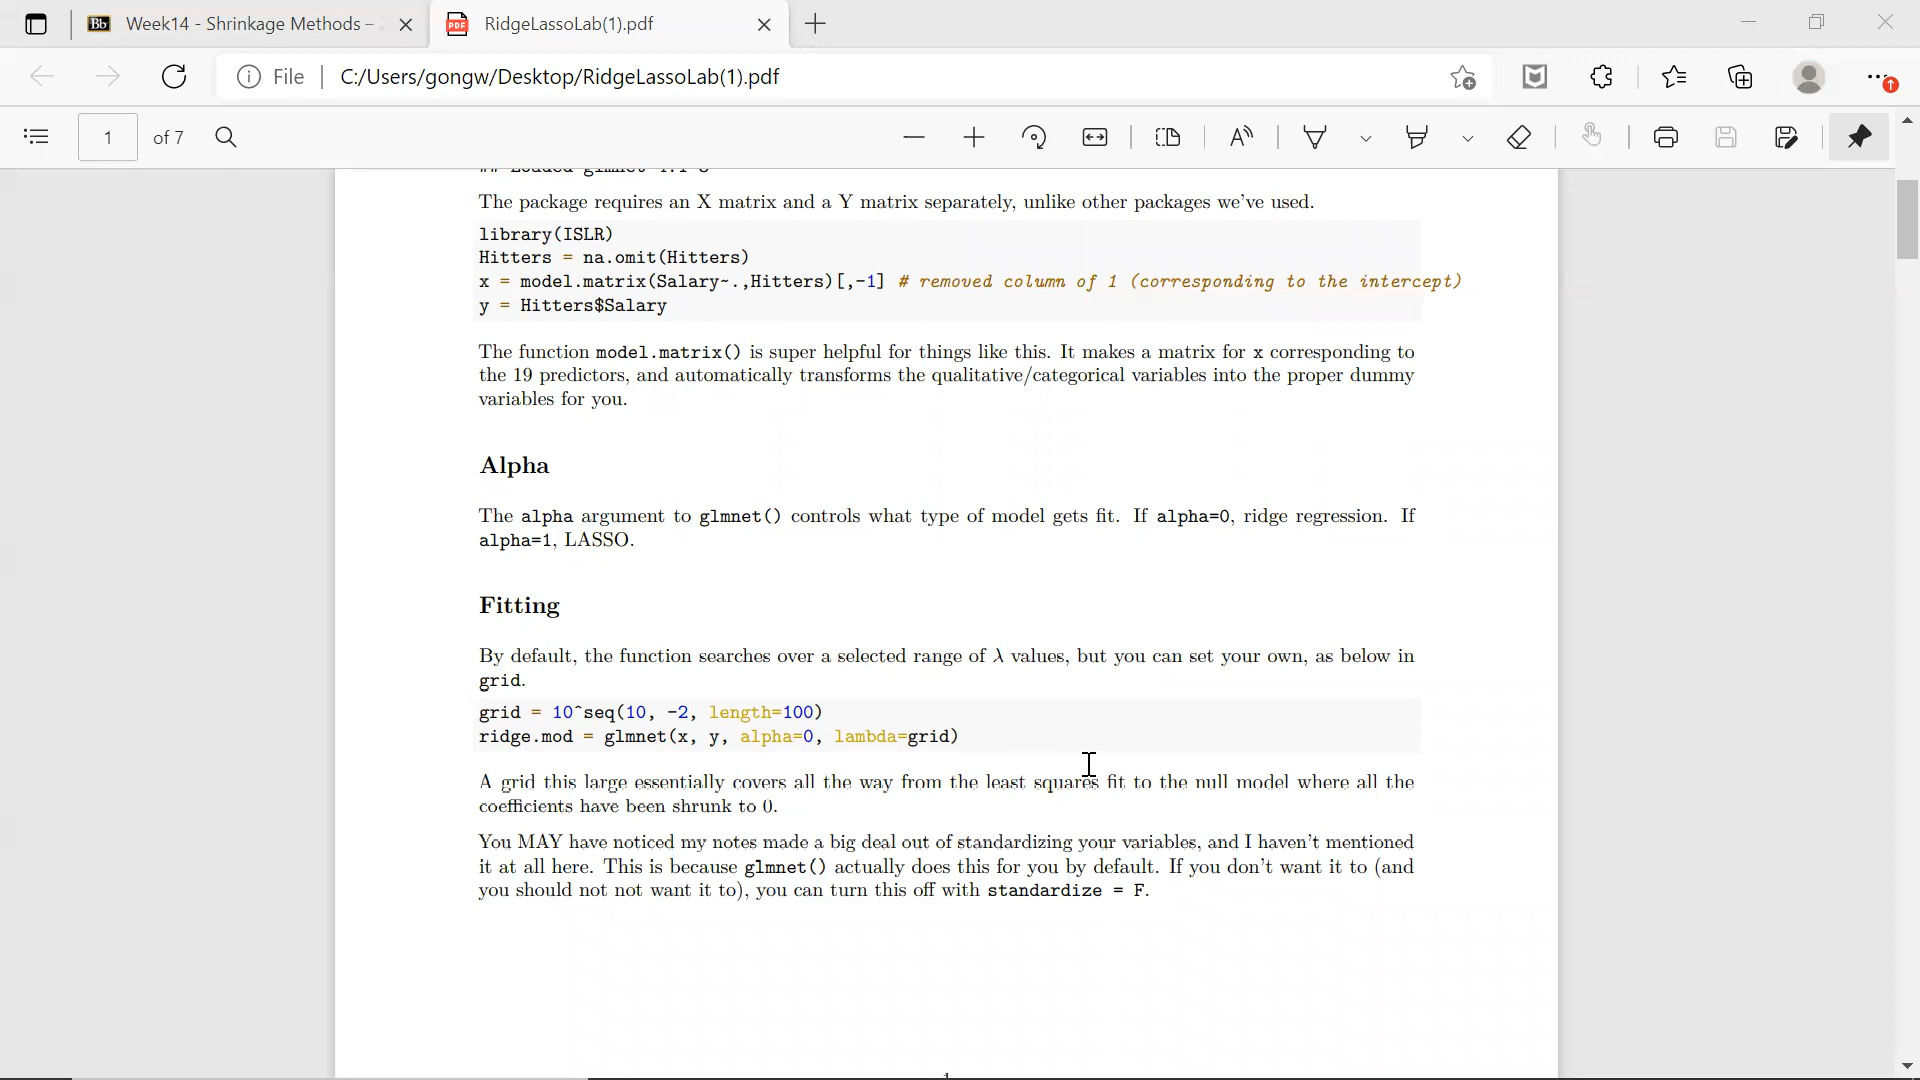 Week14 - Shrinkage Methods –
RidgeLassoLab(1).pdf
File
C:/Users/gongw/Desktop/RidgeLassoLab(1).pdf
1 of 7
The package requires an X matrix and a Y matrix separately, unlike other packages we've used.
library(ISLR)
Hitters = na.omit(Hitters)
x = model.matrix(Salary~.,Hitters)[,-1] # removed column of 1 (corresponding to the intercept)
y = Hitters$Salary
The function model.matrix() is super helpful for things like this. It makes a matrix for x corresponding to
the 19 predictors, and automatically transforms the qualitative/categorical variables into the proper dummy
variables for you.
Alpha
The alpha argument to glmnet() controls what type of model gets fit. If alpha=0, ridge regression. If
alpha=1, LASSO.
Fitting
By default, the function searches over a selected range of λ values, but you can set your own, as below in
grid.
grid = 10^seq(10, -2, length=100)
ridge.mod = glmnet(x, y, alpha=0, lambda=grid)
A grid this large essentially covers all the way from the least squares fit to the null model where all the
coefficients have been shrunk to 0.
You MAY have noticed my notes made a big deal out of standardizing your variables, and I haven't mentioned
it at all here. This is because glmnet() actually does this for you by default. If you don't want it to (and
you should not not want it to), you can turn this off with standardize = F.